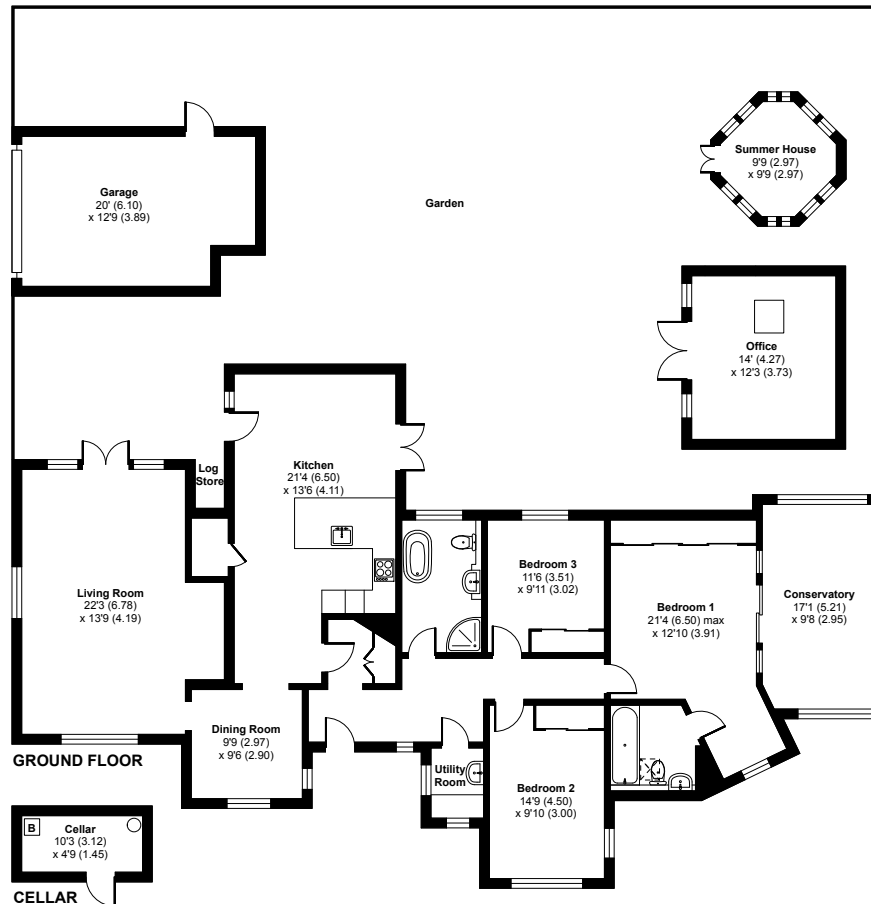 Summer House
9'9 (2.97)
x 9'9 (2.97)
Garage
20' (6.10)
x 12'9 (3.89)
Garden
Office
14' (4.27)
x 12'3 (3.73)
Log
Store
Kitchen
21'4 (6.50)
x 13'6 (4.11)
Living Room
22'3 (6.78)
x 13'9 (4.19)
Bedroom 3
11'6 (3.51)
x 9'11 (3.02)
Bedroom 1
21'4 (6.50) max
x 12'10 (3.91)
Conservatory
17'1 (5.21)
x 9'8 (2.95)
Dining Room
9'9 (2.97)
x 9'6 (2.90)
GROUND FLOOR
Utility
Room
Bedroom 2
14'9 (4.50)
x 9'10 (3.00)
B
Cellar
10'3 (3.12)
x 4'9 (1.45)
CELLAR